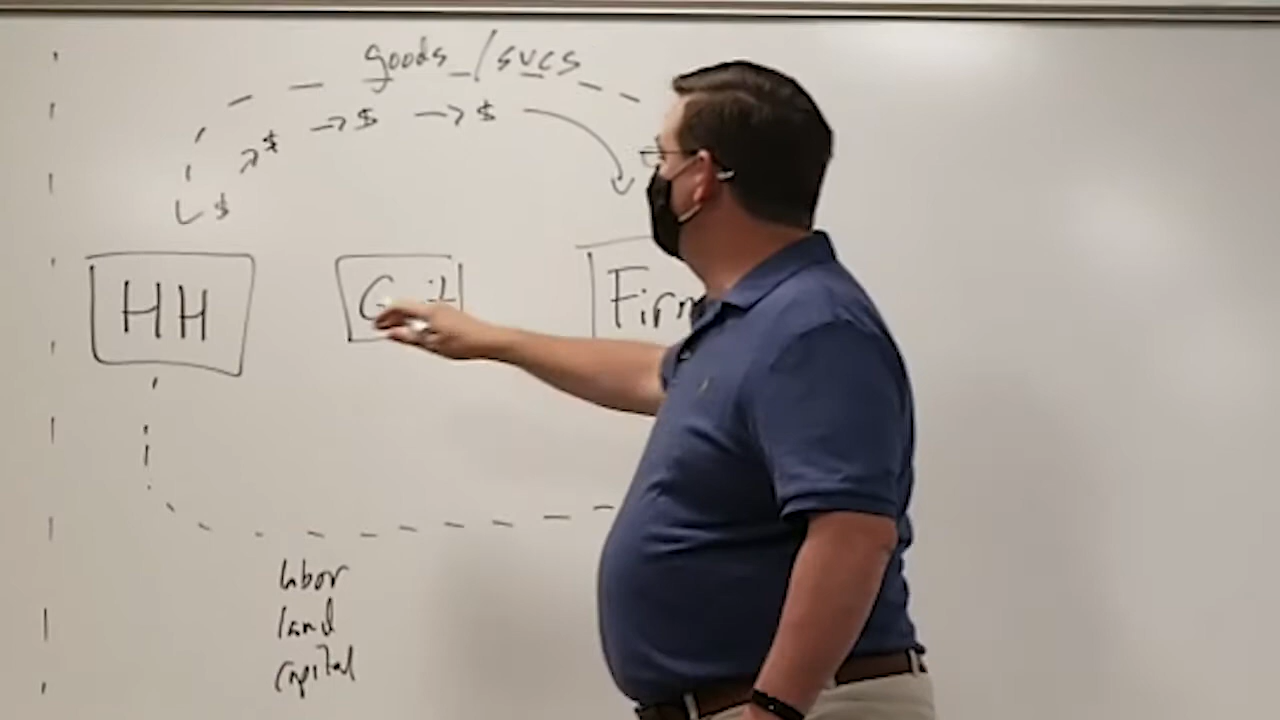 goods / svcs
$ → $ → $
$
HH
Firm
labor
land
capital